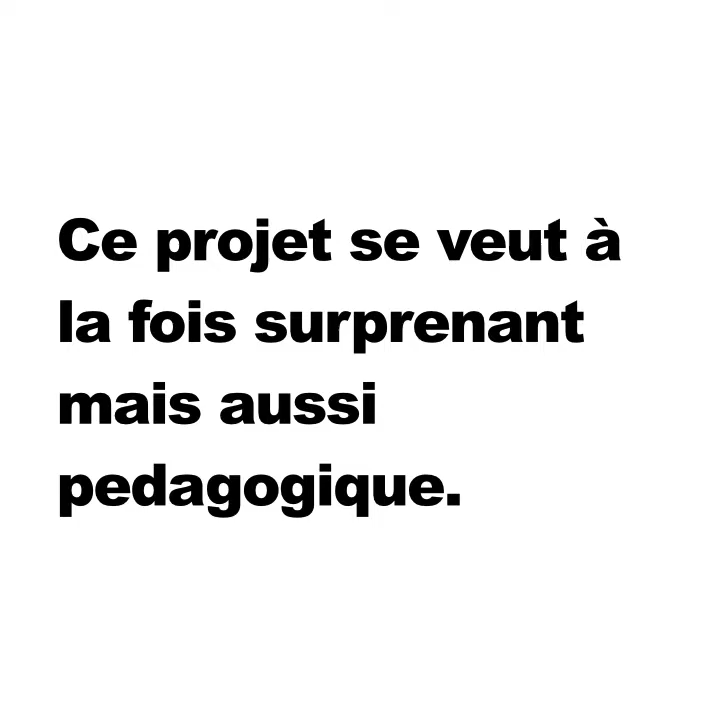 Ce projet se veut à
la fois surprenant
mais aussi
pedagogique.